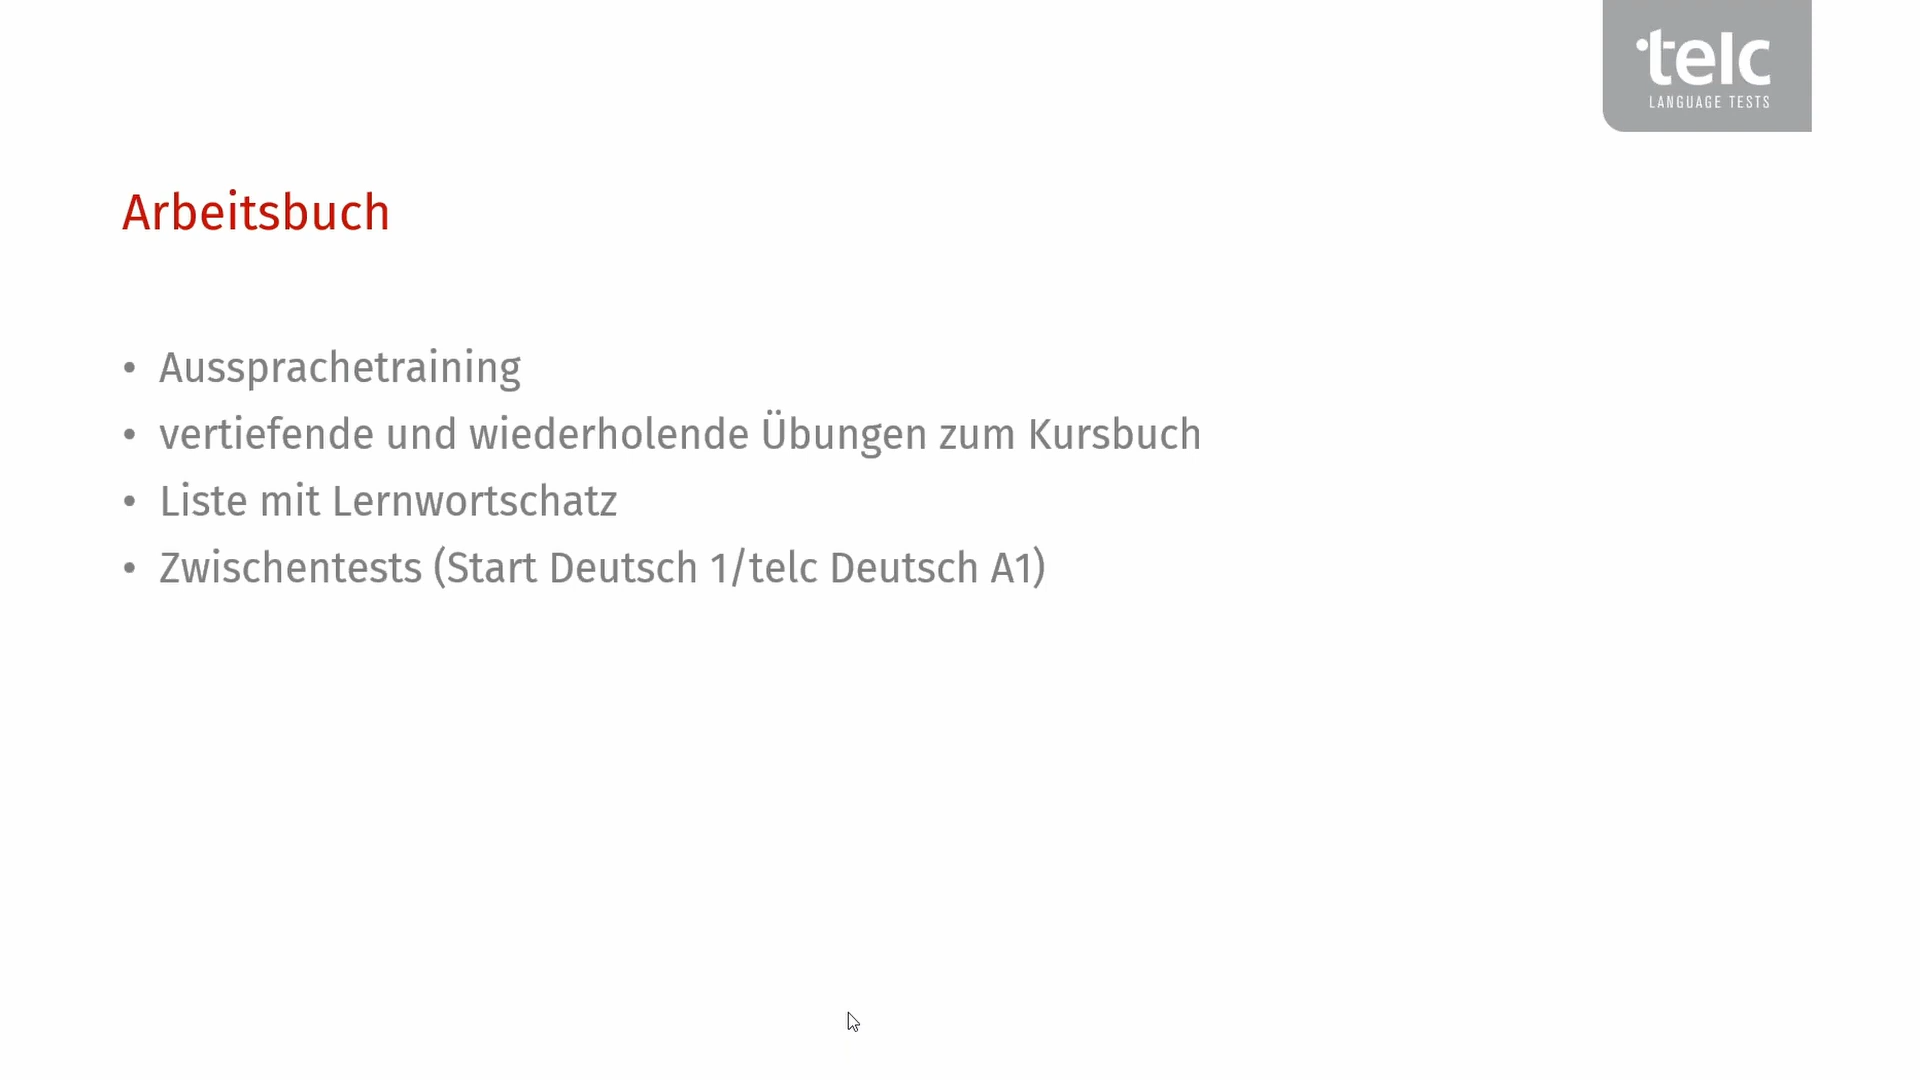 telc
LANGUAGE TESTS
Arbeitsbuch
• Aussprachetraining
• vertiefende und wiederholende Übungen zum Kursbuch
• Liste mit Lernwortschatz
• Zwischentests (Start Deutsch 1/telc Deutsch A1)